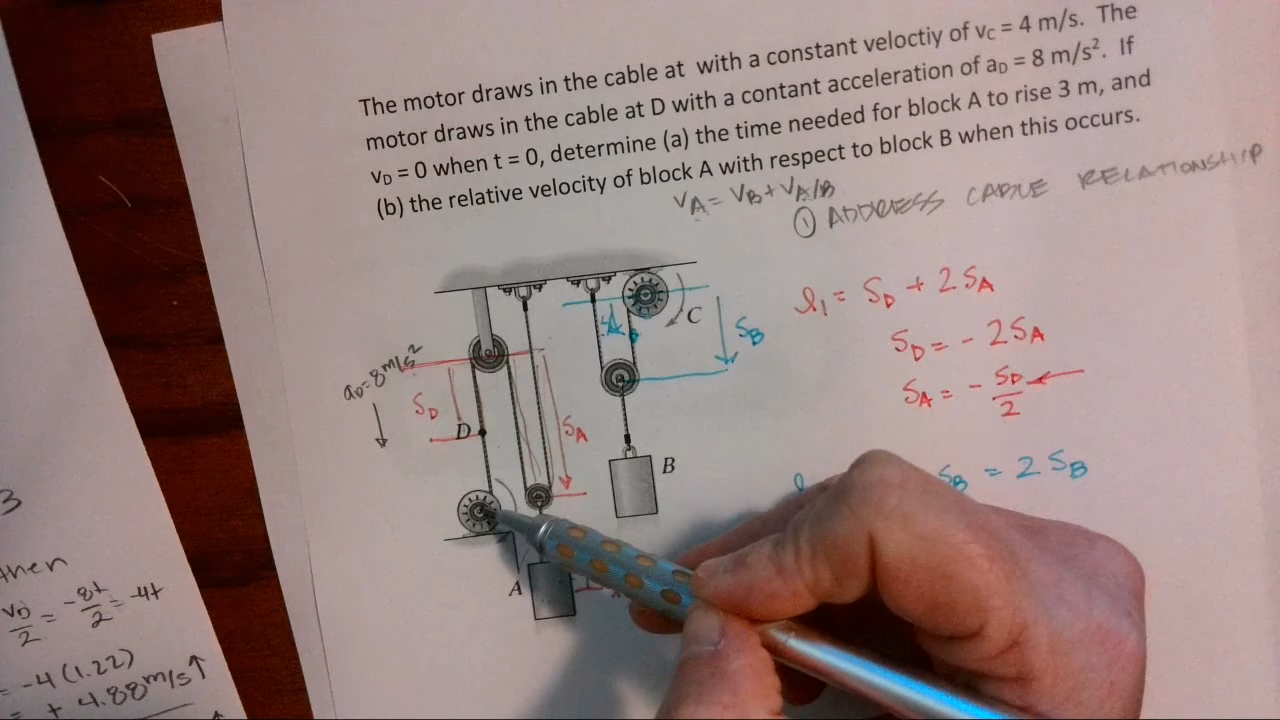 The motor draws in the cable at with a constant veloctiy of vC = 4 m/s. The
motor draws in the cable at D with a contant acceleration of aD = 8 m/s². If
vD = 0 when t = 0, determine (a) the time needed for block A to rise 3 m, and
(b) the relative velocity of block A with respect to block B when this occurs.
VA = VB + VA/B
① ADDRESS CABLE RELATIONSHIP
l1 = SD + 2SA
SD = - 2SA
SA = - SD/2
SB = 2SB
aD = 8 m/s²
SD
D
SA
A
B
C
SB
3
then
VD/2 = -8t/2 = -4t
= -4(1.22)
+ 4.88 m/s ↑